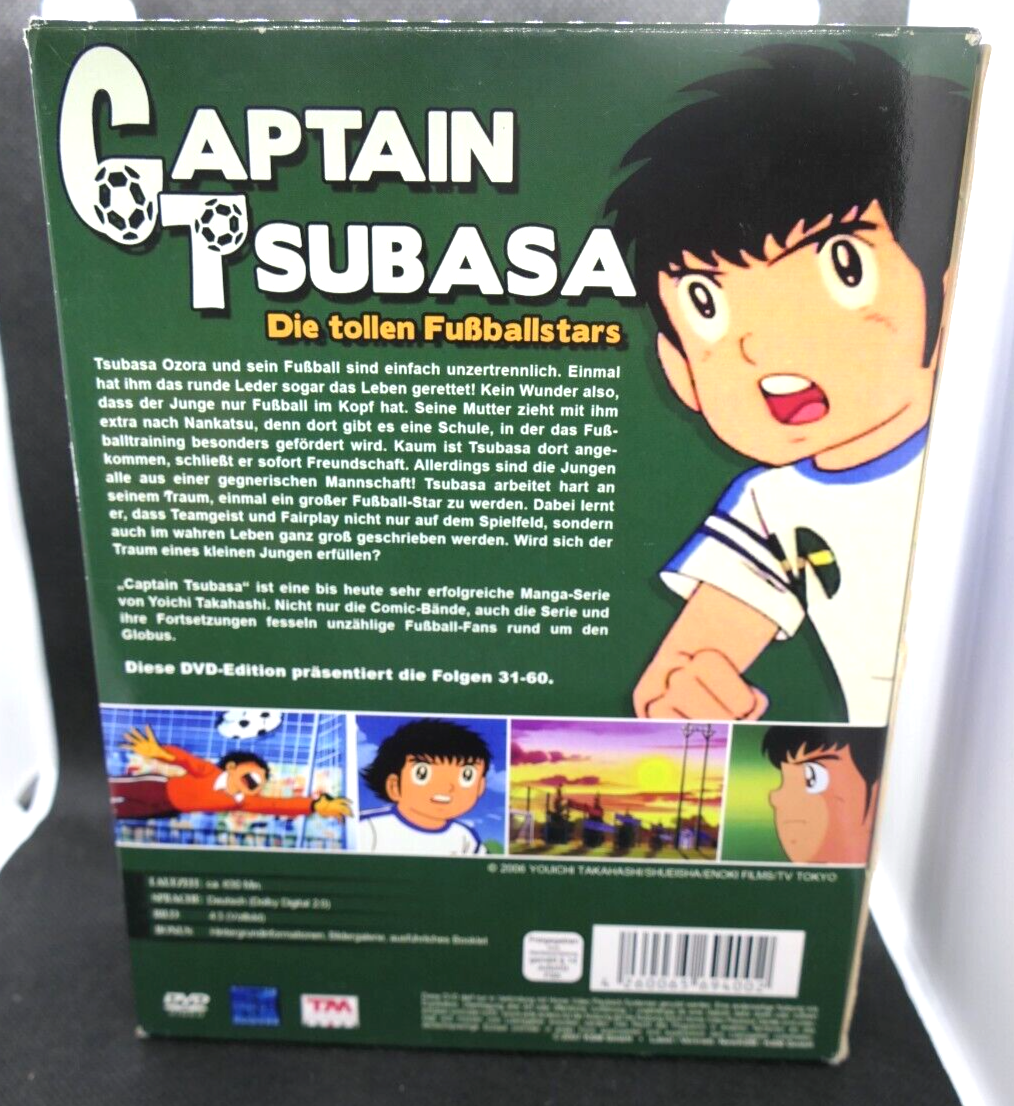 CAPTAIN
TSUBASA
Die tollen Fußballstars
Tsubasa Ozora und sein Fußball sind einfach unzertrennlich. Einmal
hat ihm das runde Leder sogar das Leben gerettet! Kein Wunder also,
dass der Junge nur Fußball im Kopf hat. Seine Mutter zieht mit ihm
extra nach Nankatsu, denn dort gibt es eine Schule, in der das Fuß-
balltraining besonders gefördert wird. Kaum ist Tsubasa dort ange-
kommen, schließt er sofort Freundschaft. Allerdings sind die Jungen
alle aus einer gegnerischen Mannschaft! Tsubasa arbeitet hart an
seinem Traum, einmal ein großer Fußball-Star zu werden. Dabei lernt
er, dass Teamgeist und Fairplay nicht nur auf dem Spielfeld, sondern
auch im wahren Leben ganz groß geschrieben werden. Wird sich der
Traum eines kleinen Jungen erfüllen?
„Captain Tsubasa“ ist eine bis heute sehr erfolgreiche Manga-Serie
von Yoichi Takahashi. Nicht nur die Comic-Bände, auch die Serie und
ihre Fortsetzungen fesseln unzählige Fußball-Fans rund um den
Globus.
Diese DVD-Edition präsentiert die Folgen 31-60.
© 2006 YOUICHI TAKAHASHI/SHUEISHA/ENOKI FILMS/TV TOKYO
LAUFZEIT: ca. Min.
SPRACHE: Deutsch (Dolby Digital 2.0)
BILD: 4:3 (Vollbild)
BONUS: Hintergrundinformationen, Bildergalerie, ausführliches Booklet
4 260065 694002
DVD
TM